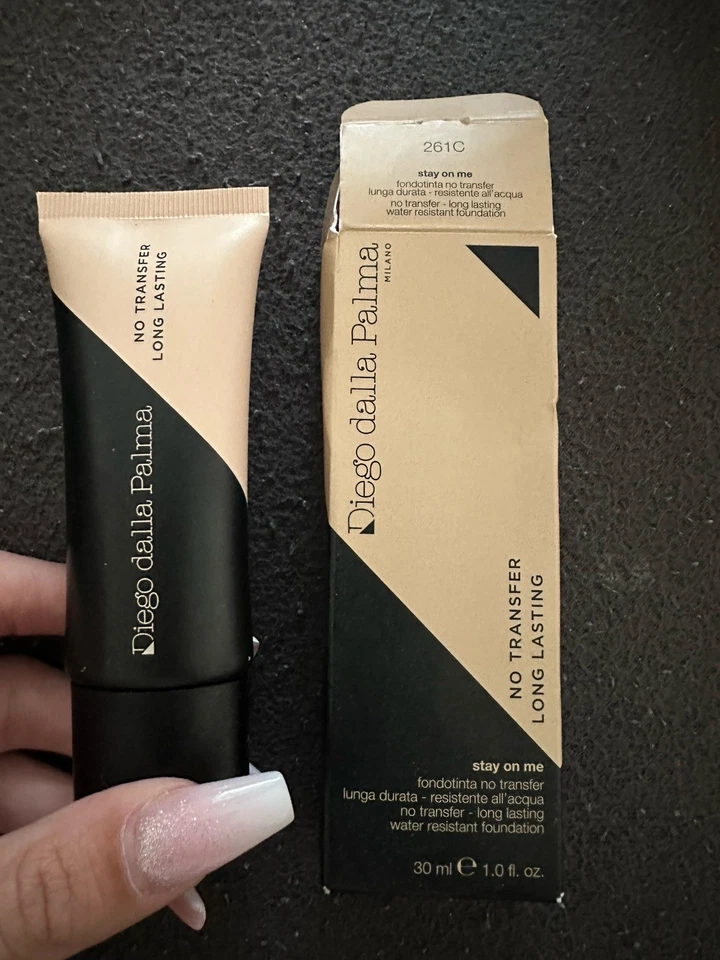 NO TRANSFER
LONG LASTING
Diego dalla Palma
261C
stay on me
fondotinta no transfer
lunga durata - resistente all'acqua
no transfer - long lasting
water resistant foundation
Diego dalla Palma
MILANO
NO TRANSFER
LONG LASTING
stay on me
fondotinta no transfer
lunga durata - resistente all'acqua
no transfer - long lasting
water resistant foundation
30 ml ℮ 1.0 fl. oz.